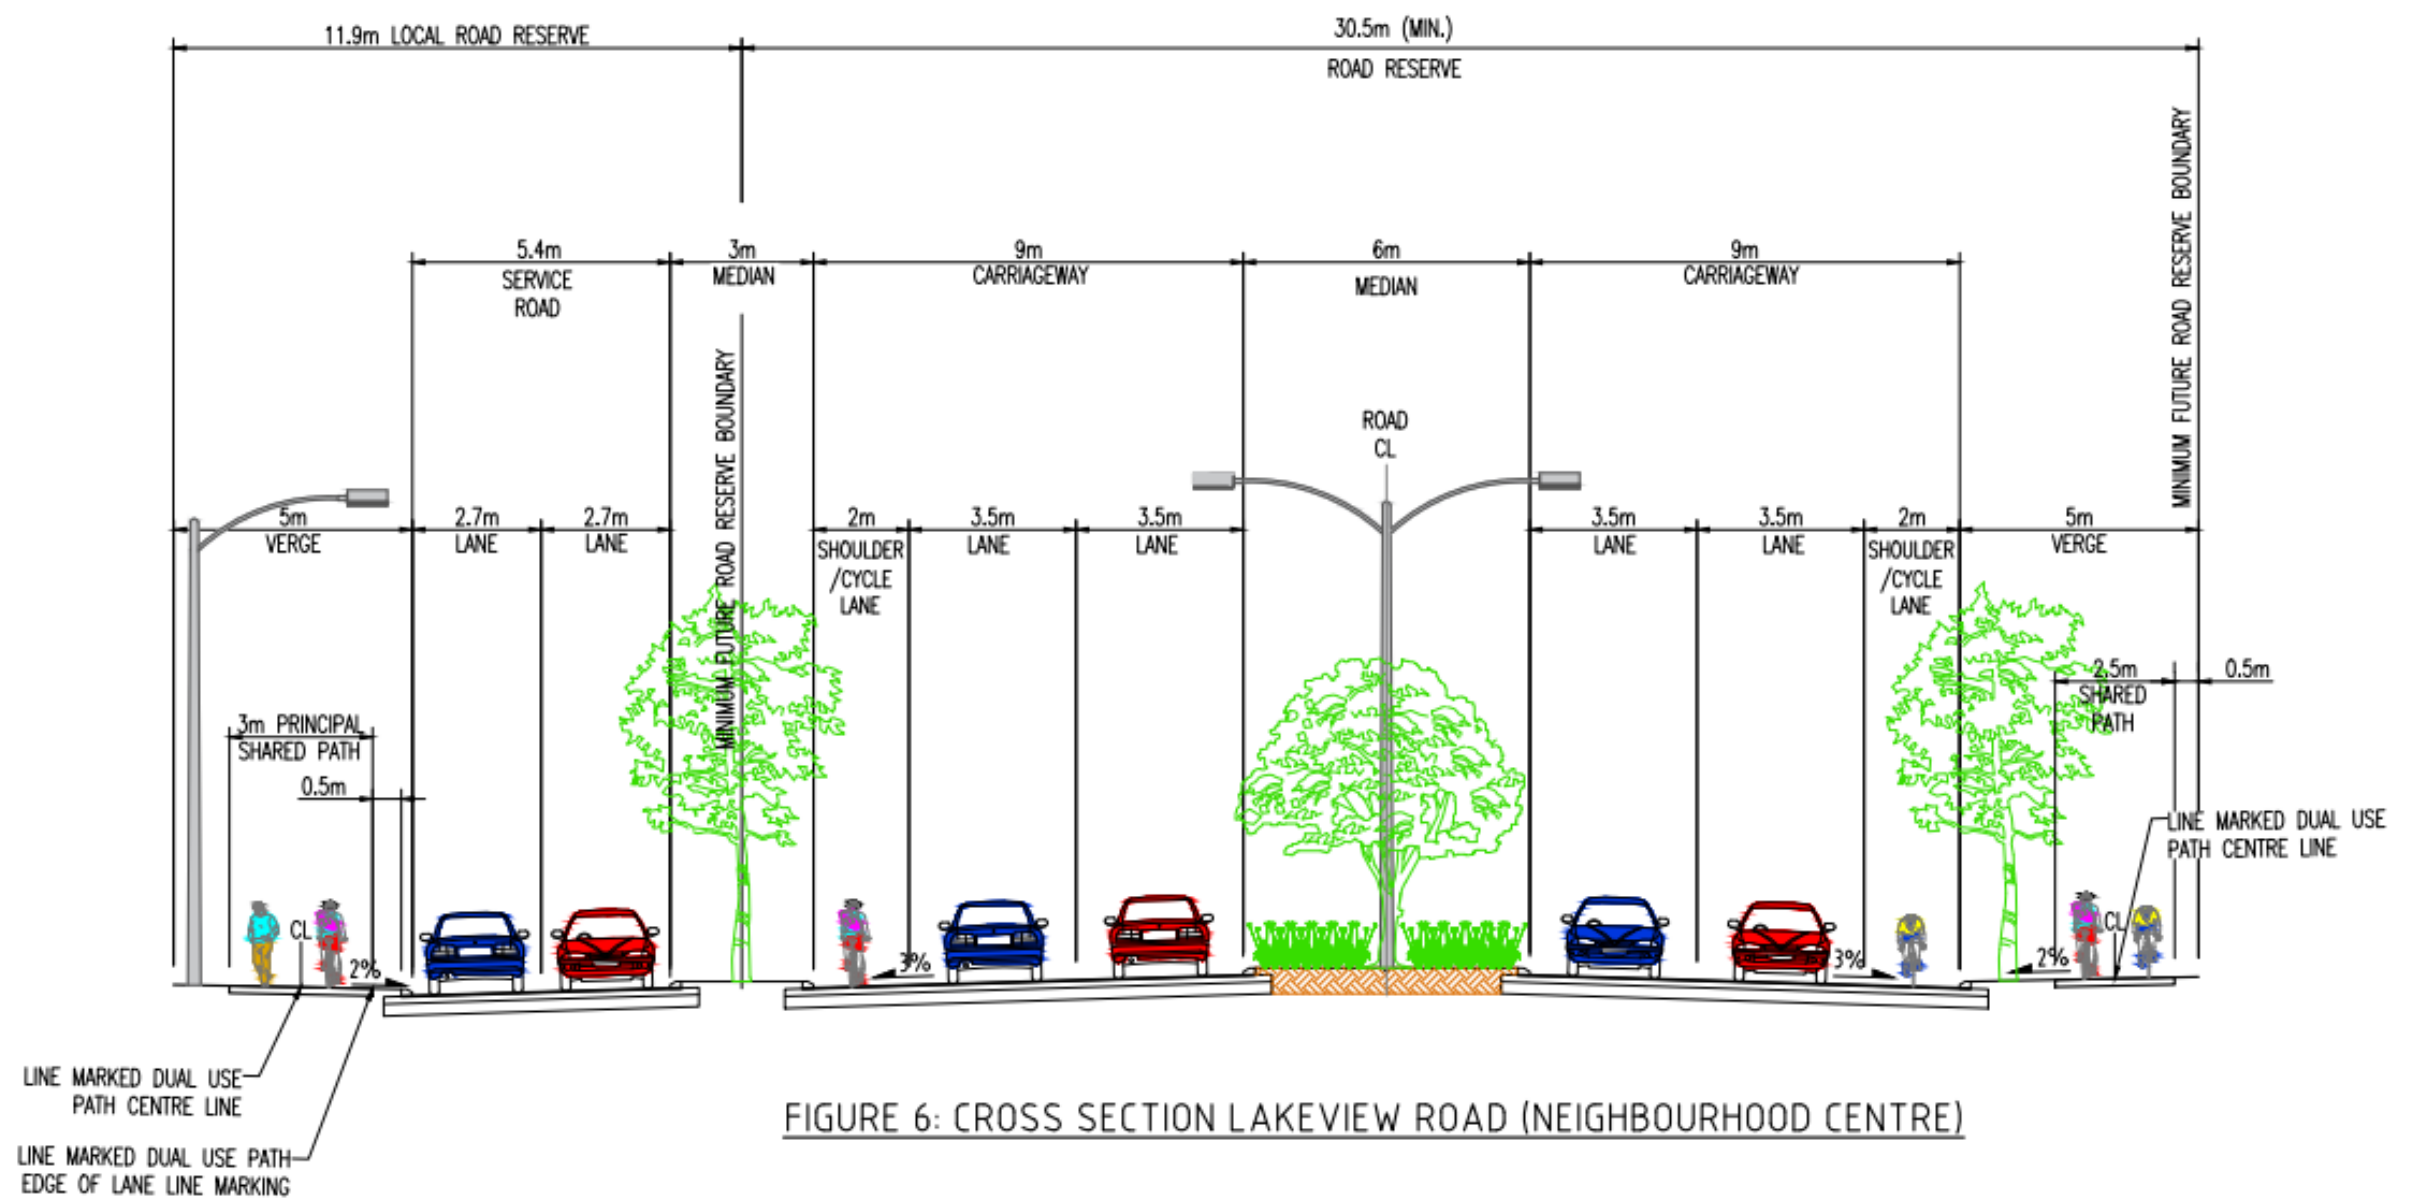 11.9m LOCAL ROAD RESERVE
30.5m (MIN.)
ROAD RESERVE
MINIMUM FUTURE ROAD RESERVE BOUNDARY
5.4m
SERVICE
ROAD
3m
MEDIAN
9m
CARRIAGEWAY
6m
MEDIAN
9m
CARRIAGEWAY
MINIMUM FUTURE ROAD RESERVE BOUNDARY
ROAD
CL
5m
VERGE
2.7m
LANE
2.7m
LANE
2m
SHOULDER
/CYCLE
LANE
3.5m
LANE
3.5m
LANE
3.5m
LANE
3.5m
LANE
2m
SHOULDER
/CYCLE
LANE
5m
VERGE
2.5m
SHARED
PATH
0.5m
3m PRINCIPAL
SHARED PATH
0.5m
LINE MARKED DUAL USE
PATH CENTRE LINE
CL
2%
3%
3%
2%
CL
LINE MARKED DUAL USE
PATH CENTRE LINE
LINE MARKED DUAL USE PATH
EDGE OF LANE LINE MARKING
FIGURE 6: CROSS SECTION LAKEVIEW ROAD (NEIGHBOURHOOD CENTRE)